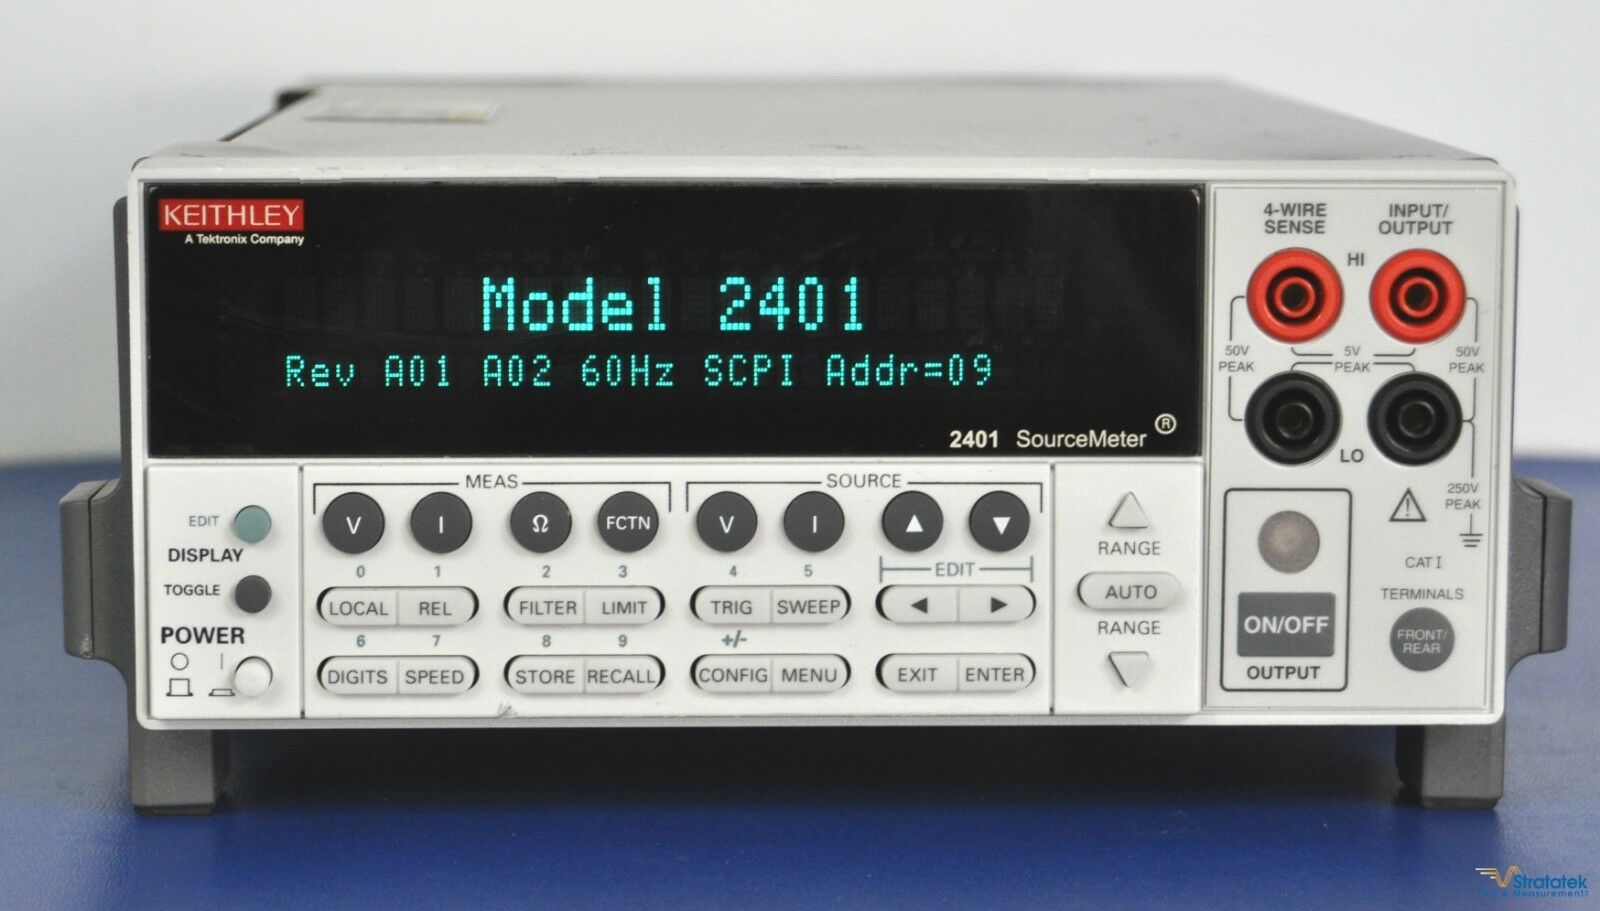 KEITHLEY
A Tektronix Company
Model 2401
Rev A01 A02 60Hz SCPI Addr=09
2401 SourceMeter ®
4-WIRE SENSE
INPUT/ OUTPUT
HI
50V PEAK
5V PEAK
50V PEAK
LO
250V PEAK
CAT I
TERMINALS
FRONT/ REAR
ON/OFF
OUTPUT
EDIT
DISPLAY
TOGGLE
POWER
MEAS
V I Ω FCTN
0 1 2 3
LOCAL REL FILTER LIMIT
6 7 8 9
DIGITS SPEED STORE RECALL
SOURCE
V I ▲ ▼
4 5 EDIT
TRIG SWEEP ◀ ▶
+/-
CONFIG MENU EXIT ENTER
RANGE
AUTO
RANGE
Stratatek
Measurement